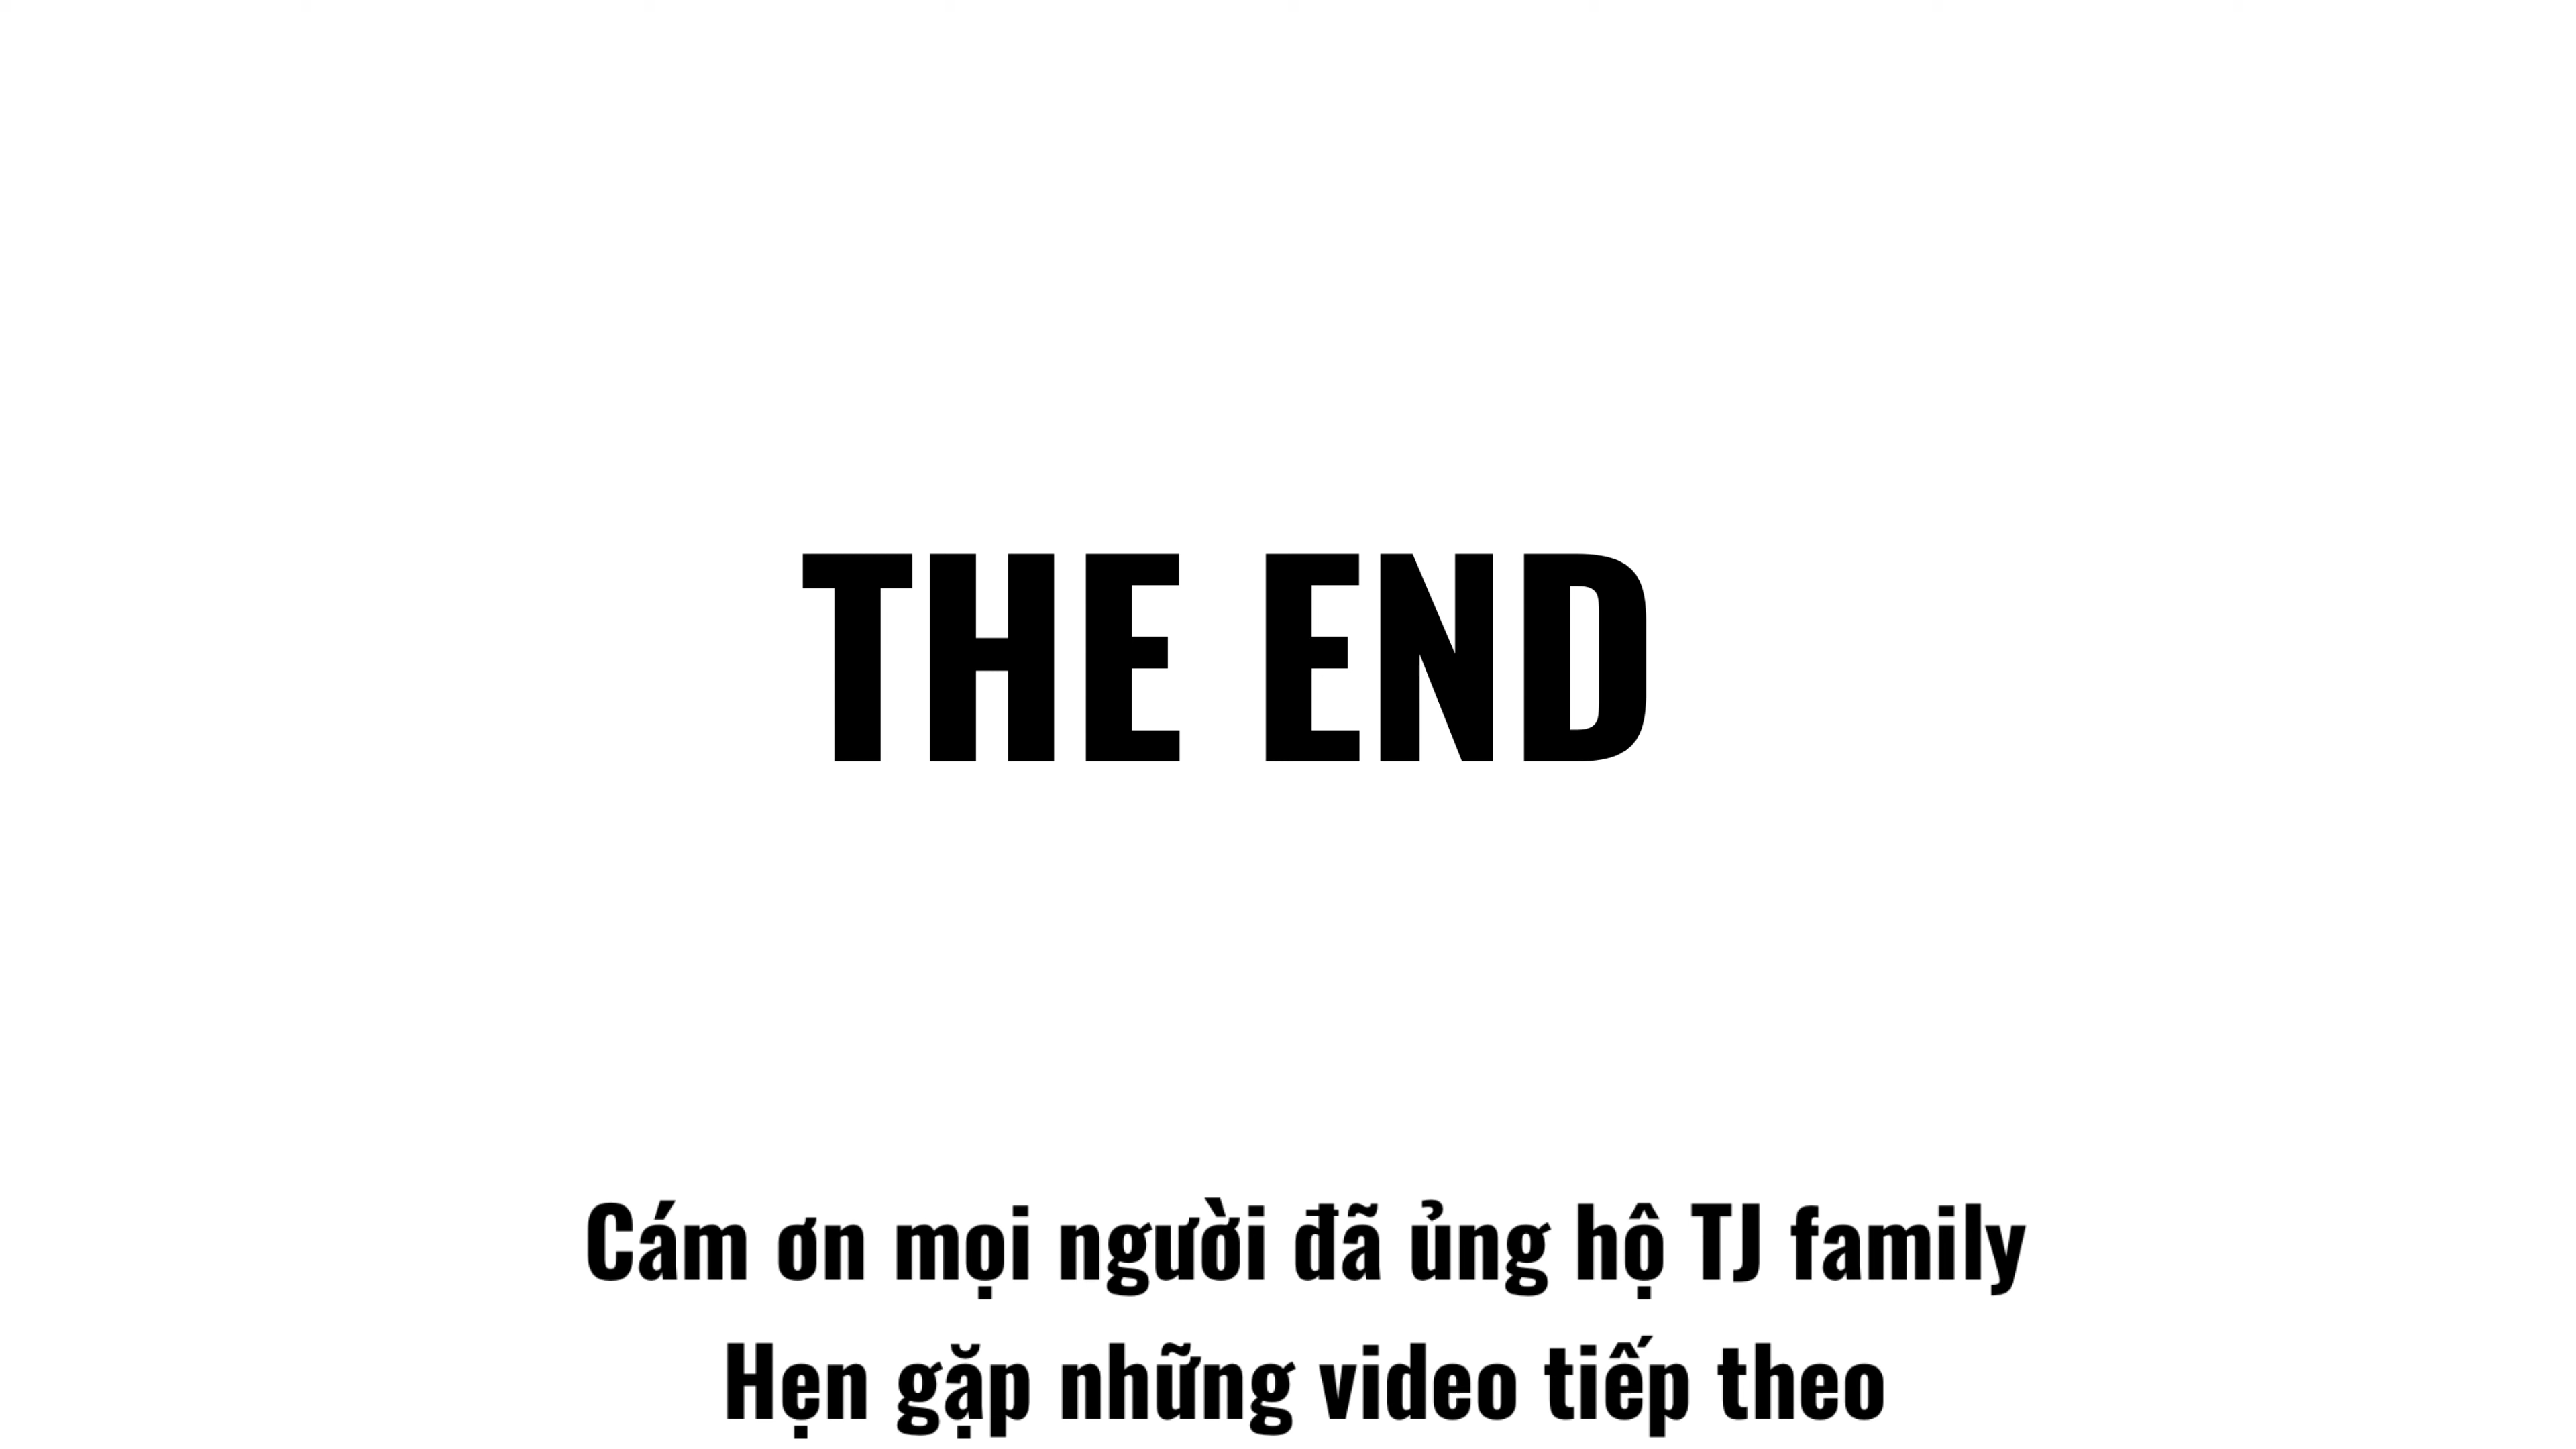 THE END
Cám ơn mọi người đã ủng hộ TJ family
Hẹn gặp những video tiếp theo